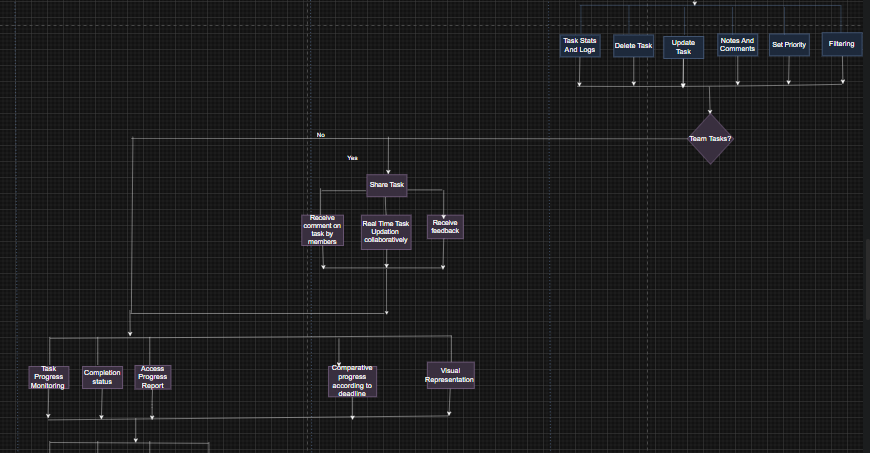 Task Stats
And Logs
Delete Task
Update
Task
Notes And
Comments
Set Priority
Filtering
Team Tasks?
No
Yes
Share Task
Receive
comment on
task by
members
Real Time Task
Updation
collaboratively
Receive
feedback
Task
Progress
Monitoring
Completion
status
Access
Progress
Report
Comparative
progress
according to
deadline
Visual
Representation